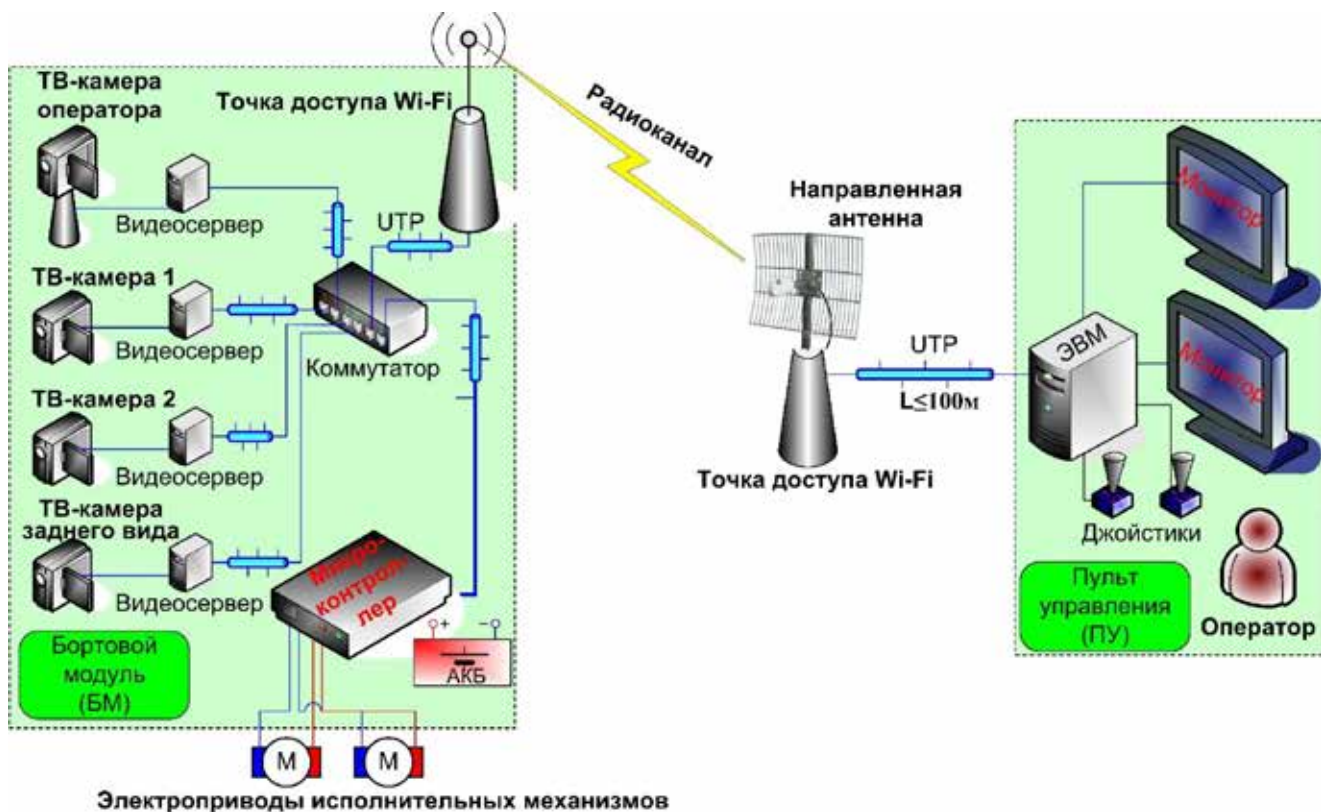 ТВ-камера
оператора
Точка доступа Wi-Fi
Видеосервер
UTP
ТВ-камера 1
Видеосервер
Коммутатор
ТВ-камера 2
Видеосервер
ТВ-камера
заднего вида
Видеосервер
Микро-
контрол-
лер
+ –
АКБ
Бортовой
модуль
(БМ)
М М
Электроприводы исполнительных механизмов
Радиоканал
Направленная
антенна
UTP
L≤100м
Точка доступа Wi-Fi
Монитор
ЭВМ
Монитор
Джойстики
Пульт
управления
(ПУ)
Оператор